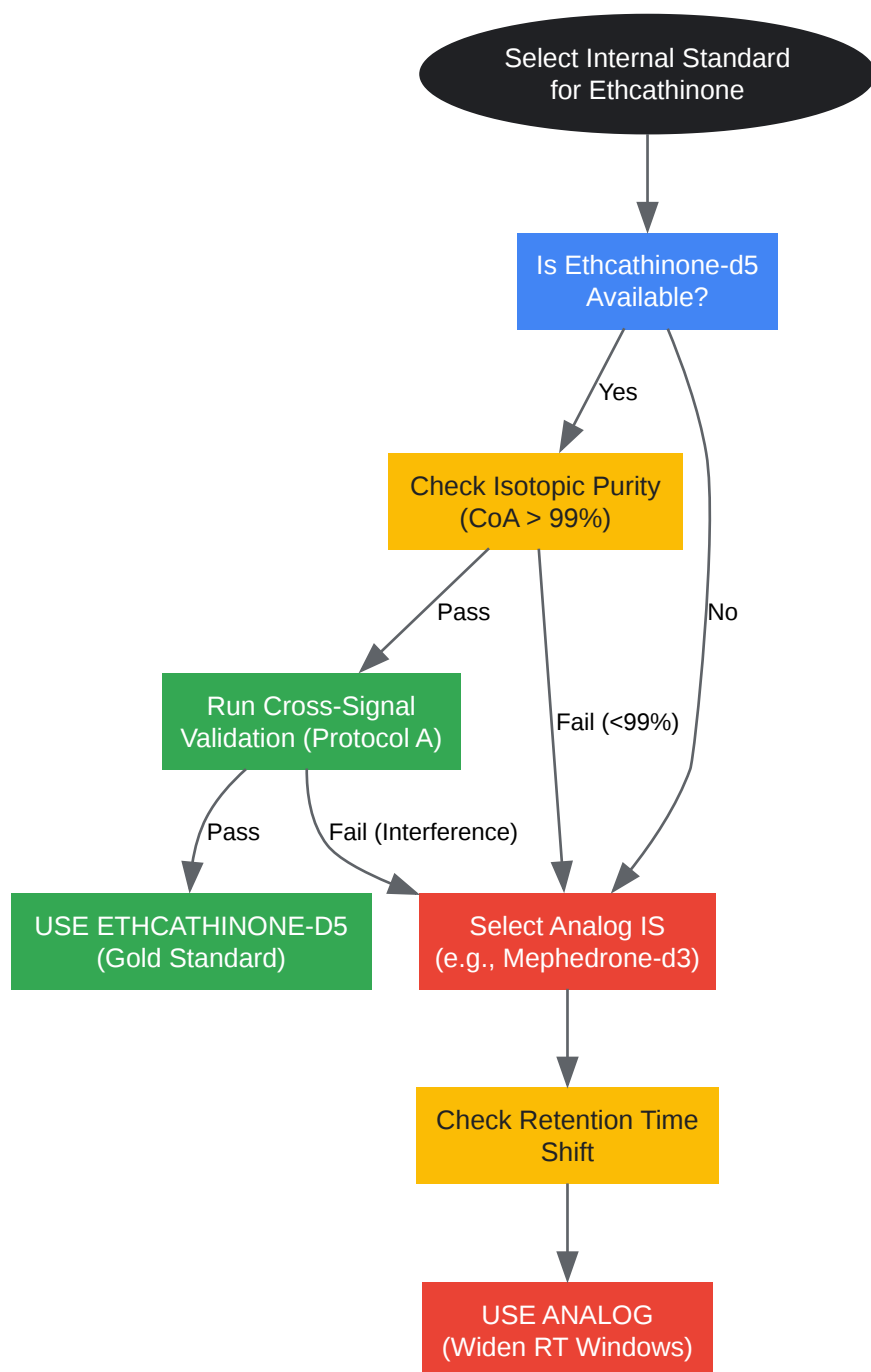 Select Internal Standard
for Ethcathinone
Is Ethcathinone-d5
Available?
Yes
Check Isotopic Purity
(CoA > 99%)
Pass
No
Run Cross-Signal
Validation (Protocol A)
Fail (<99%)
Pass
Fail (Interference)
USE ETHCATHINONE-D5
(Gold Standard)
Select Analog IS
(e.g., Mephedrone-d3)
Check Retention Time
Shift
USE ANALOG
(Widen RT Windows)